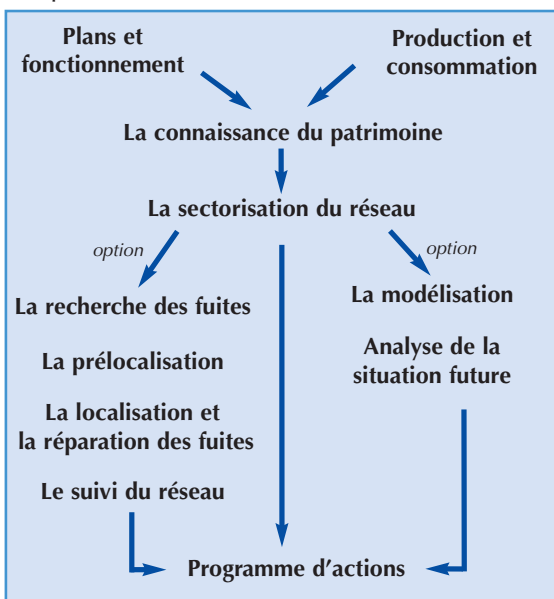 Plans et
fonctionnement
Production et
consommation
La connaissance du patrimoine
La sectorisation du réseau
option
option
La recherche des fuites
La prélocalisation
La localisation et
la réparation des fuites
Le suivi du réseau
La modélisation
Analyse de la
situation future
Programme d'actions